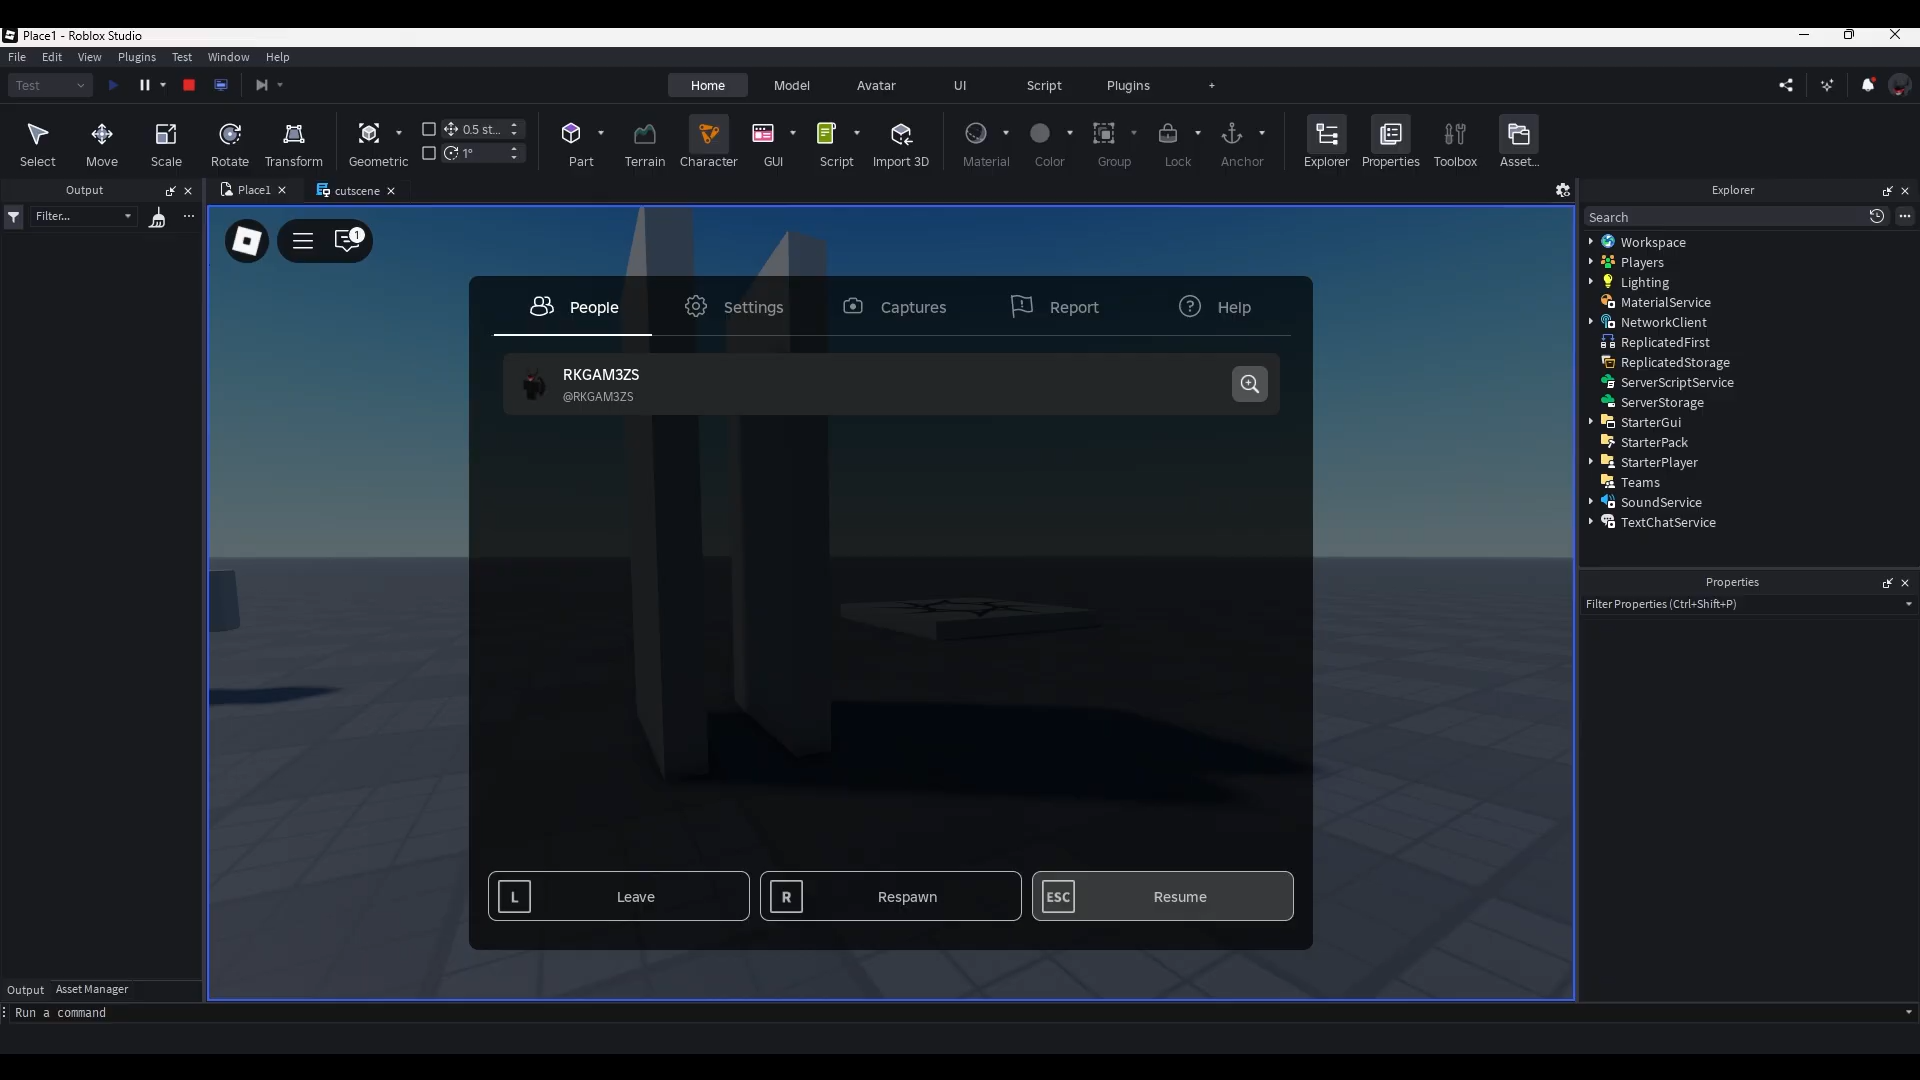 Place1 - Roblox Studio
File Edit View Plugins Test Window Help
Test
Home Model Avatar UI Script Plugins +
Select Move Scale Rotate Transform Geometric
0.5 st...
1°
Part Terrain Character GUI Script Import 3D Material Color Group Lock Anchor Explorer Properties Toolbox Asset...
Output
Filter...
Place1
cutscene
1
People Settings Captures Report Help
RKGAM3ZS
@RKGAM3ZS
L Leave
R Respawn
ESC Resume
Explorer
Search
Workspace
Players
Lighting
MaterialService
NetworkClient
ReplicatedFirst
ReplicatedStorage
ServerScriptService
ServerStorage
StarterGui
StarterPack
StarterPlayer
Teams
SoundService
TextChatService
Properties
Filter Properties (Ctrl+Shift+P)
Output Asset Manager
Run a command